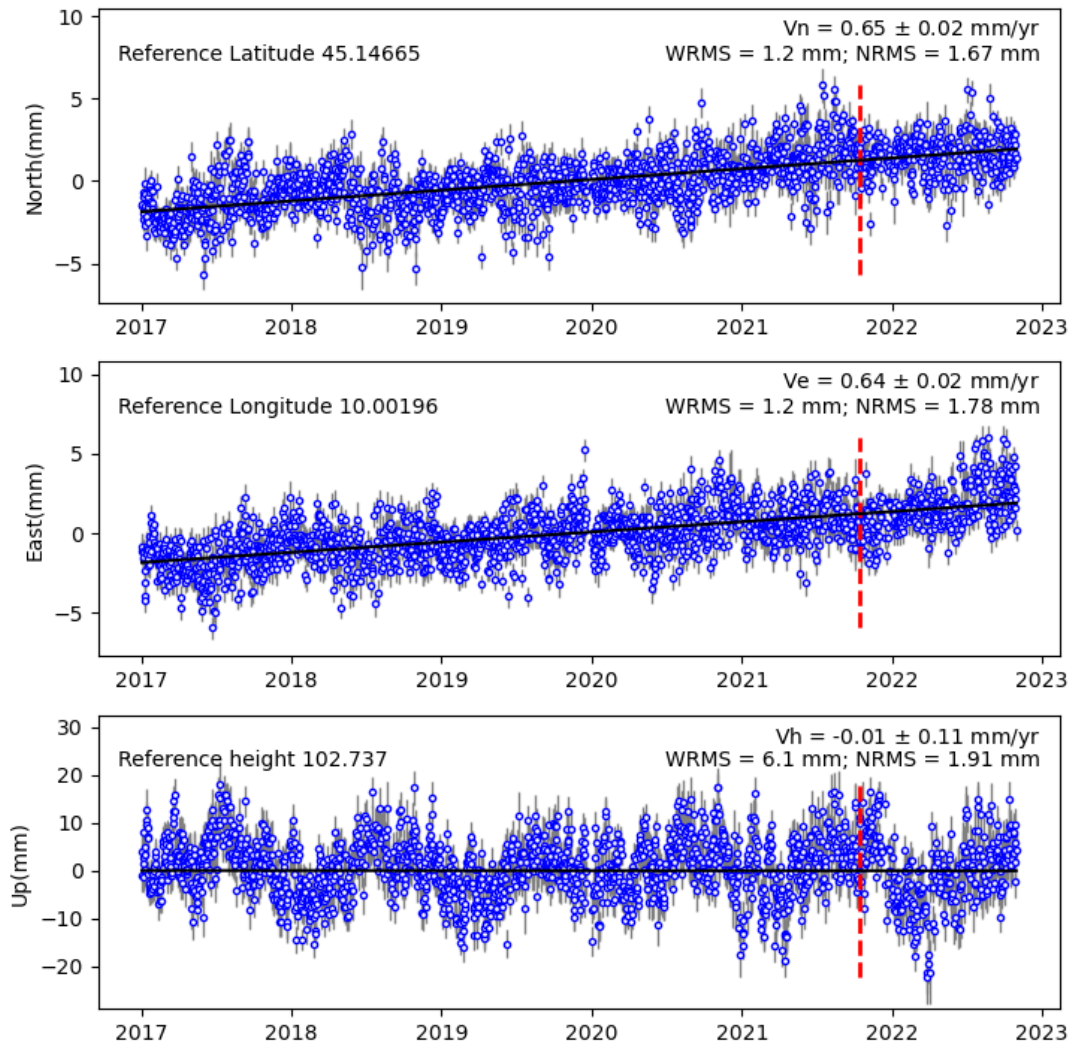 Vn = 0.65 ± 0.02 mm/yr
Reference Latitude 45.14665
WRMS = 1.2 mm; NRMS = 1.67 mm
North(mm)
10
5
0
−5
2017 2018 2019 2020 2021 2022 2023
Ve = 0.64 ± 0.02 mm/yr
Reference Longitude 10.00196
WRMS = 1.2 mm; NRMS = 1.78 mm
East(mm)
10
5
0
−5
2017 2018 2019 2020 2021 2022 2023
Vh = -0.01 ± 0.11 mm/yr
Reference height 102.737
WRMS = 6.1 mm; NRMS = 1.91 mm
Up(mm)
30
20
10
0
−10
−20
2017 2018 2019 2020 2021 2022 2023